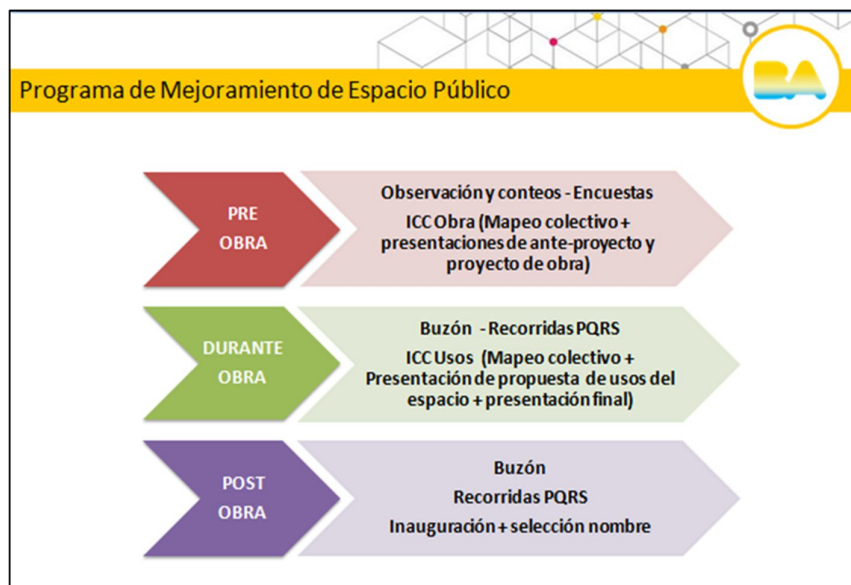 BA
Programa de Mejoramiento de Espacio Público
PRE
OBRA
Observación y conteos - Encuestas
ICC Obra (Mapeo colectivo +
presentaciones de ante-proyecto y
proyecto de obra)
DURANTE
OBRA
Buzón - Recorridas PQRS
ICC Usos (Mapeo colectivo +
Presentación de propuesta de usos del
espacio + presentación final)
POST
OBRA
Buzón
Recorridas PQRS
Inauguración + selección nombre